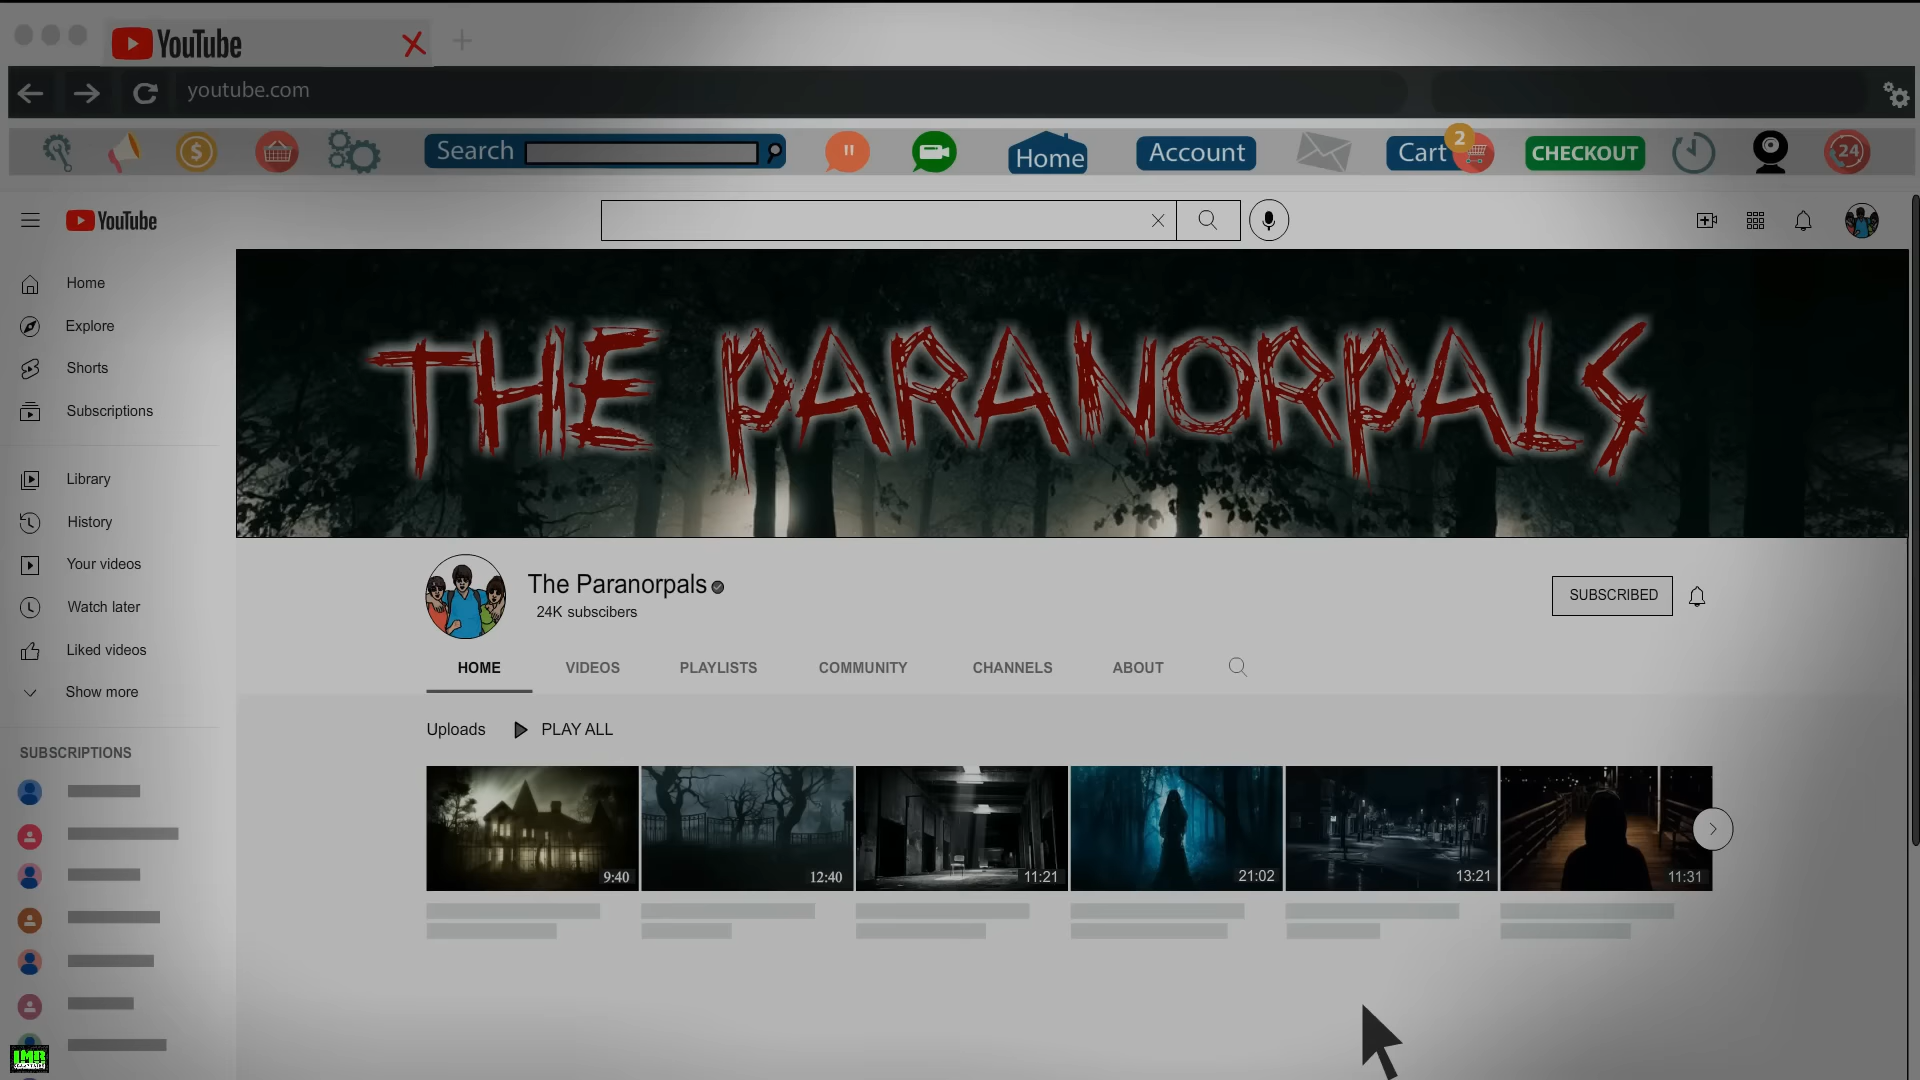 YouTube
youtube.com
Search
Home
Account
Cart 2
CHECKOUT
24
YouTube
Home
Explore
Shorts
Subscriptions
Library
History
Your videos
Watch later
Liked videos
Show more
SUBSCRIPTIONS
THE PARANORPALS
The Paranorpals
24K subscibers
SUBSCRIBED
HOME VIDEOS PLAYLISTS COMMUNITY CHANNELS ABOUT
Uploads PLAY ALL
9:40 12:40 11:21 21:02 13:21 11:31